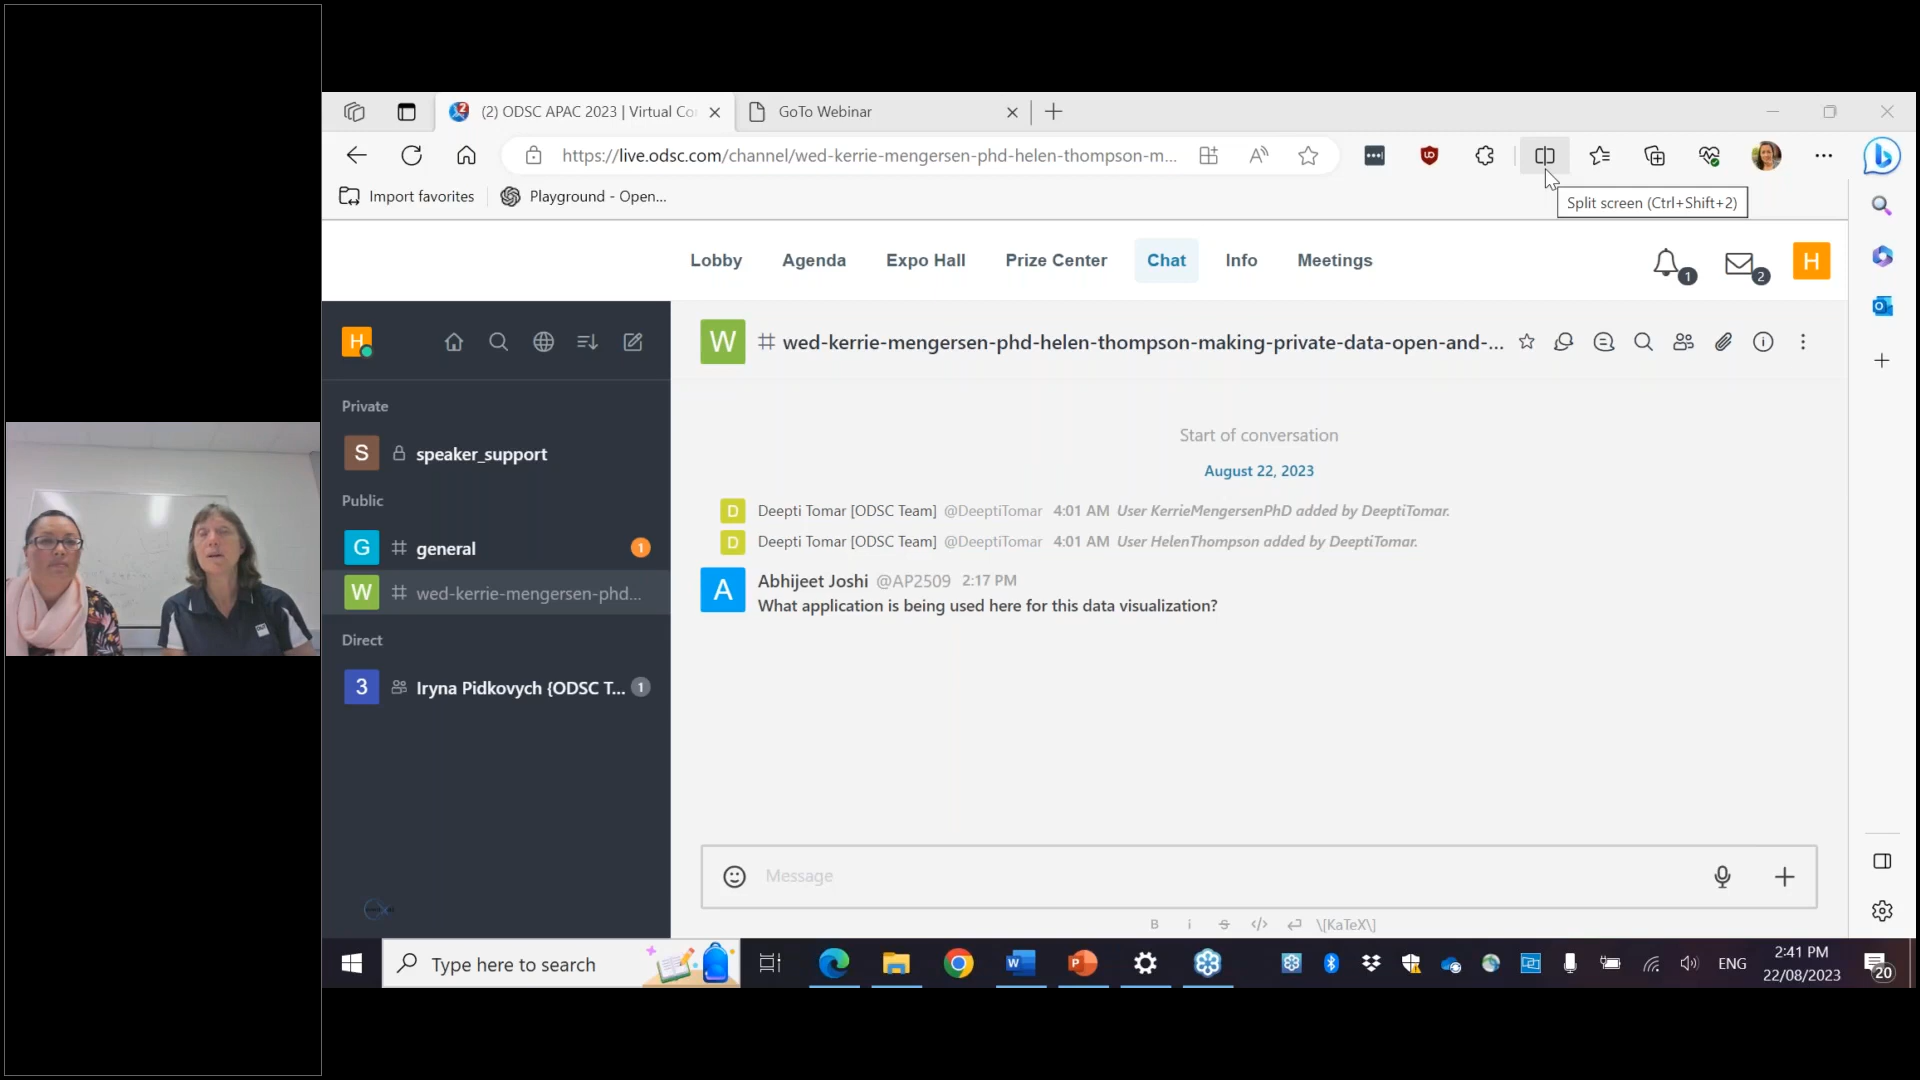 (2) ODSC APAC 2023 | Virtual Co
GoTo Webinar
https://live.odsc.com/channel/wed-kerrie-mengersen-phd-helen-thompson-m...
Import favorites
Playground - Open...
Split screen (Ctrl+Shift+2)
Lobby
Agenda
Expo Hall
Prize Center
Chat
Info
Meetings
1
2
H
H
W
# wed-kerrie-mengersen-phd-helen-thompson-making-private-data-open-and-...
Private
S speaker_support
Public
G # general 1
W # wed-kerrie-mengersen-phd...
Direct
3 Iryna Pidkovych {ODSC T... 1
Start of conversation
August 22, 2023
D Deepti Tomar [ODSC Team] @DeeptiTomar 4:01 AM User KerrieMengersenPhD added by DeeptiTomar.
D Deepti Tomar [ODSC Team] @DeeptiTomar 4:01 AM User HelenThompson added by DeeptiTomar.
A Abhijeet Joshi @AP2509 2:17 PM
What application is being used here for this data visualization?
Message
B i S </> \[KaTeX\]
Type here to search
ENG
2:41 PM
22/08/2023
20